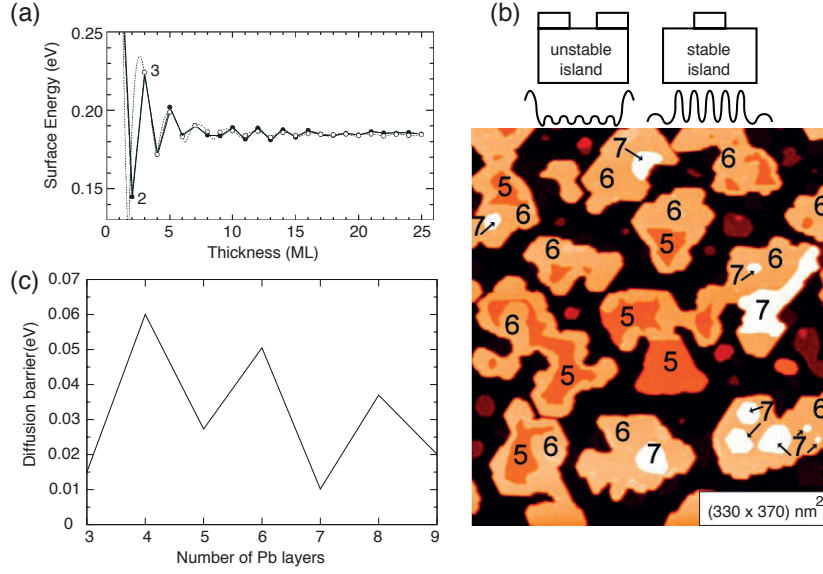 (a)
0.25
0.20
0.15
Surface Energy (eV)
3
2
0 5 10 15 20 25
Thickness (ML)
(b)
unstable
island
stable
island
7
6
6
5
6
7
6
5
6
6
7
6
7
6
5
5
5
6
7
6
5
6
7
7
6
7
(330 x 370) nm2
(c)
0.07
0.06
0.05
0.04
0.03
0.02
0.01
0
Diffusion barrier(eV)
3 4 5 6 7 8 9
Number of Pb layers